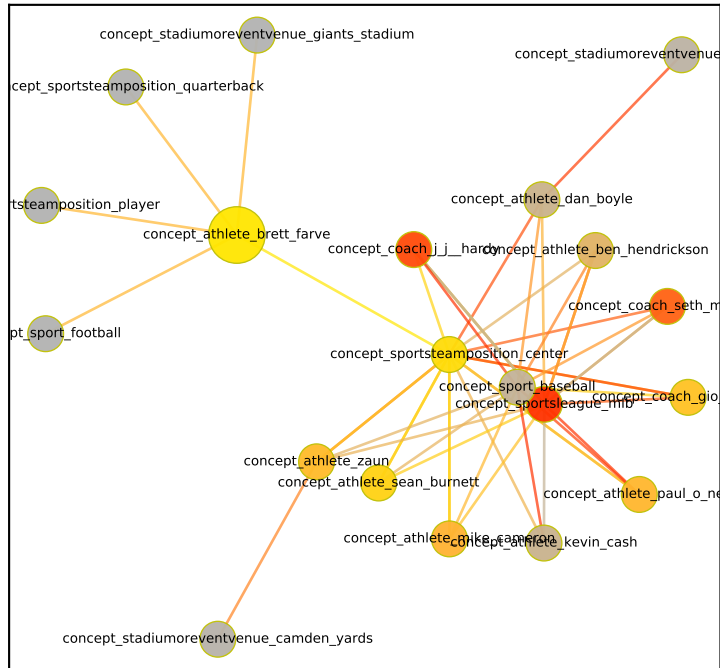 concept_stadiumoreventvenue_giants_stadium
concept_stadiumoreventvenue
cept_sportsteamposition_quarterback
concept_athlete_dan_boyle
rtsteamposition_player
concept_athlete_brett_farve
concept_coach_j_j__hardy
concept_athlete_ben_hendrickson
concept_coach_seth_m
pt_sport_football
concept_sportsteamposition_center
concept_sport_baseball
concept_coach_gio
concept_sportsleague_mlb
concept_athlete_zaun
concept_athlete_sean_burnett
concept_athlete_paul_o_ne
concept_athlete_mike_cameron
concept_athlete_kevin_cash
concept_stadiumoreventvenue_camden_yards